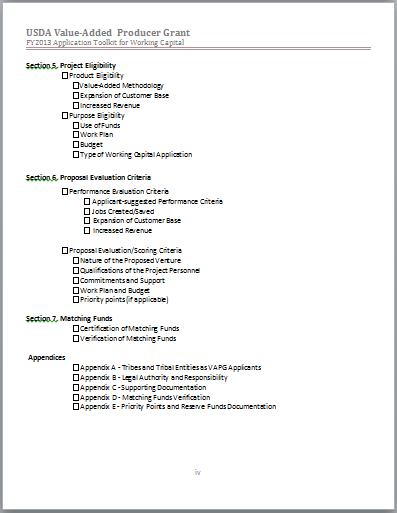 USDA Value-Added Producer Grant
FY2013 Application Toolkit for Working Capital
Section 5. Project Eligibility
Product Eligibility
Value-Added Methodology
Expansion of Customer Base
Increased Revenue
Purpose Eligibility
Use of Funds
Work Plan
Budget
Type of Working Capital Application
Section 6. Proposal Evaluation Criteria
Performance Evaluation Criteria
Applicant-suggested Performance Criteria
Jobs Created/Saved
Expansion of Customer Base
Increased Revenue
Proposal Evaluation/Scoring Criteria
Nature of the Proposed Venture
Qualifications of the Project Personnel
Commitments and Support
Work Plan and Budget
Priority points (if applicable)
Section 7. Matching Funds
Certification of Matching Funds
Verification of Matching Funds
Appendices
Appendix A - Tribes and Tribal Entities as VAPG Applicants
Appendix B - Legal Authority and Responsibility
Appendix C - Supporting Documentation
Appendix D - Matching Funds Verification
Appendix E - Priority Points and Reserve Funds Documentation
iv